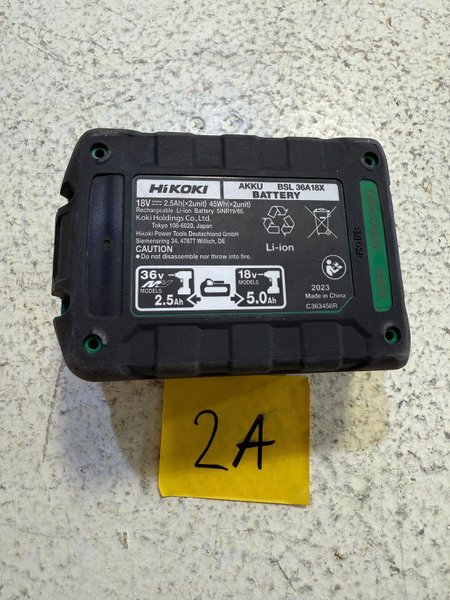 HiKOKI
AKKU BSL 36A18X
BATTERY
18V⎓2.5Ah(×2unit) 45Wh(×2unit)
Rechargeable Li-ion Battery 5INR19/65
Koki Holdings Co., Ltd.
Tokyo 108-6020, Japan
Hikoki Power Tools Deutschland GmbH
Siemensring 34, 47877 Willich, DE
CAUTION
● Do not disassemble nor throw into fire.
Li-ion
36v
MV
MODELS
2.5Ah
18v
MODELS
5.0Ah
2023
Made in China
C363456R
2A